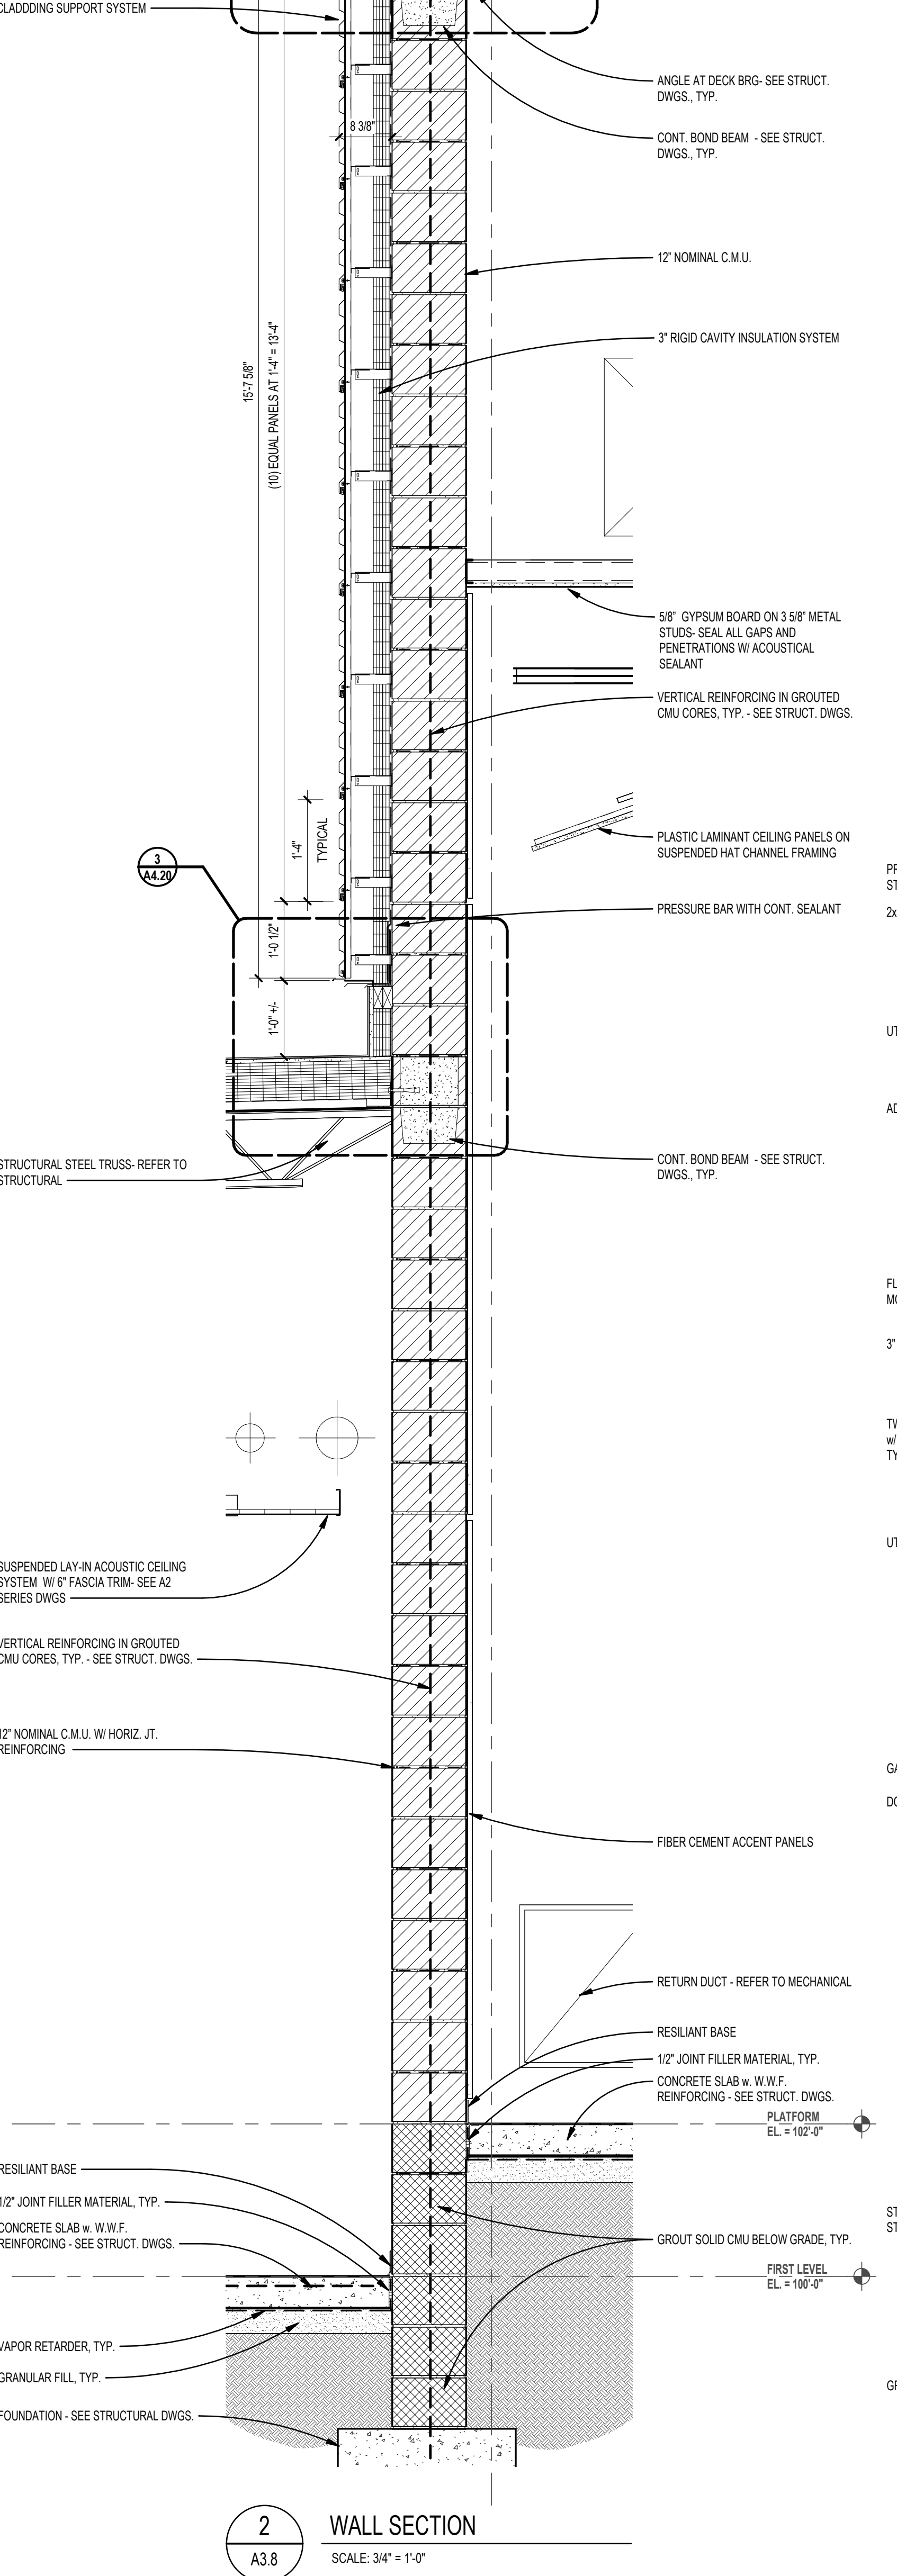 CLADDDING SUPPORT SYSTEM
ANGLE AT DECK BRG- SEE STRUCT.
DWGS., TYP.
8 3/8"
CONT. BOND BEAM - SEE STRUCT.
DWGS., TYP.
12" NOMINAL C.M.U.
3" RIGID CAVITY INSULATION SYSTEM
15'-7 5/8"
(10) EQUAL PANELS AT 1'-4" = 13'-4"
5/8" GYPSUM BOARD ON 3 5/8" METAL
STUDS- SEAL ALL GAPS AND
PENETRATIONS W/ ACOUSTICAL
SEALANT
VERTICAL REINFORCING IN GROUTED
CMU CORES, TYP. - SEE STRUCT. DWGS.
1'-4"
TYPICAL
PLASTIC LAMINANT CEILING PANELS ON
SUSPENDED HAT CHANNEL FRAMING
3
A4.20
PRESSURE BAR WITH CONT. SEALANT
1'-0 1/2"
1'-0" +/-
STRUCTURAL STEEL TRUSS- REFER TO
STRUCTURAL
CONT. BOND BEAM - SEE STRUCT.
DWGS., TYP.
SUSPENDED LAY-IN ACOUSTIC CEILING
SYSTEM W/ 6" FASCIA TRIM- SEE A2
SERIES DWGS
VERTICAL REINFORCING IN GROUTED
CMU CORES, TYP. - SEE STRUCT. DWGS.
12" NOMINAL C.M.U. W/ HORIZ. JT.
REINFORCING
FIBER CEMENT ACCENT PANELS
RETURN DUCT - REFER TO MECHANICAL
RESILIANT BASE
1/2" JOINT FILLER MATERIAL, TYP.
CONCRETE SLAB w. W.W.F.
REINFORCING - SEE STRUCT. DWGS.
PLATFORM
EL. = 102'-0"
RESILIANT BASE
1/2" JOINT FILLER MATERIAL, TYP.
CONCRETE SLAB w. W.W.F.
REINFORCING - SEE STRUCT. DWGS.
GROUT SOLID CMU BELOW GRADE, TYP.
FIRST LEVEL
EL. = 100'-0"
VAPOR RETARDER, TYP.
GRANULAR FILL, TYP.
FOUNDATION - SEE STRUCTURAL DWGS.
2
A3.8
WALL SECTION
SCALE: 3/4" = 1'-0"
3"
w/